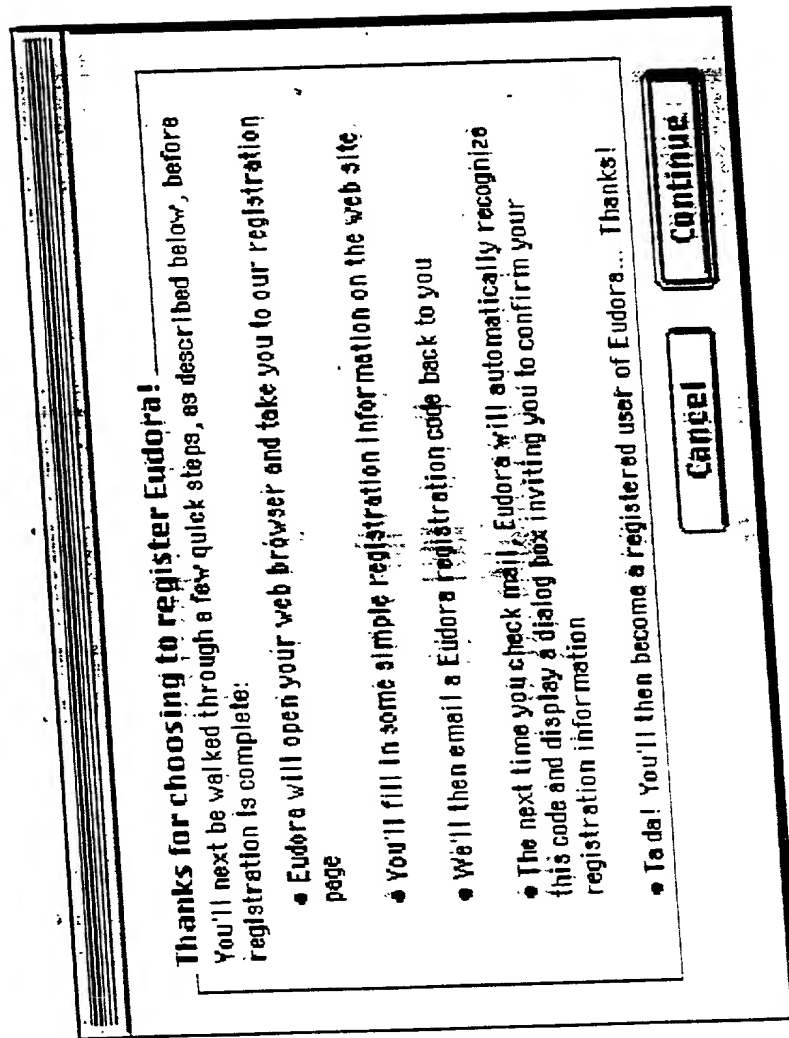 Thanks for choosing to register Eudora!
You'll next be walked through a few quick steps, as described below, before
registration is complete:
• Eudora will open your web browser and take you to our registration
page
• You'll fill in some simple registration information on the web site
• We'll then email a Eudora registration code back to you
• The next time you check mail, Eudora will automatically recognize
this code and display a dialog box inviting you to confirm your
registration information
• Ta da! You'll then become a registered user of Eudora... Thanks!
Cancel
Continue